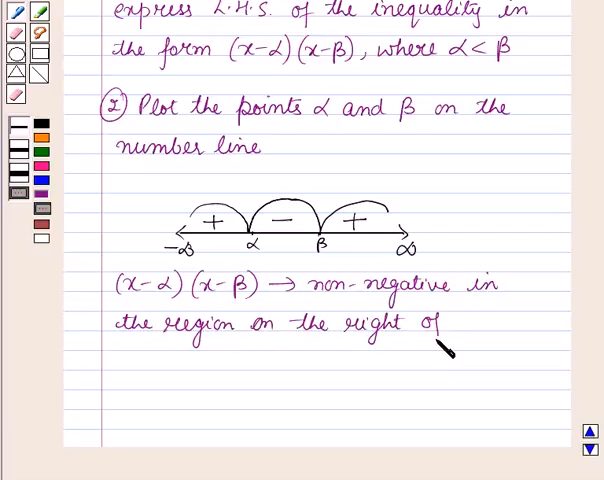 express L.H.S. of the inequality in
the form (x-α)(x-β), where α<β
② Plot the points α and β on the
number line
+ - +
-∞ α β ∞
(x-α)(x-β) → non-negative in
the region on the right of